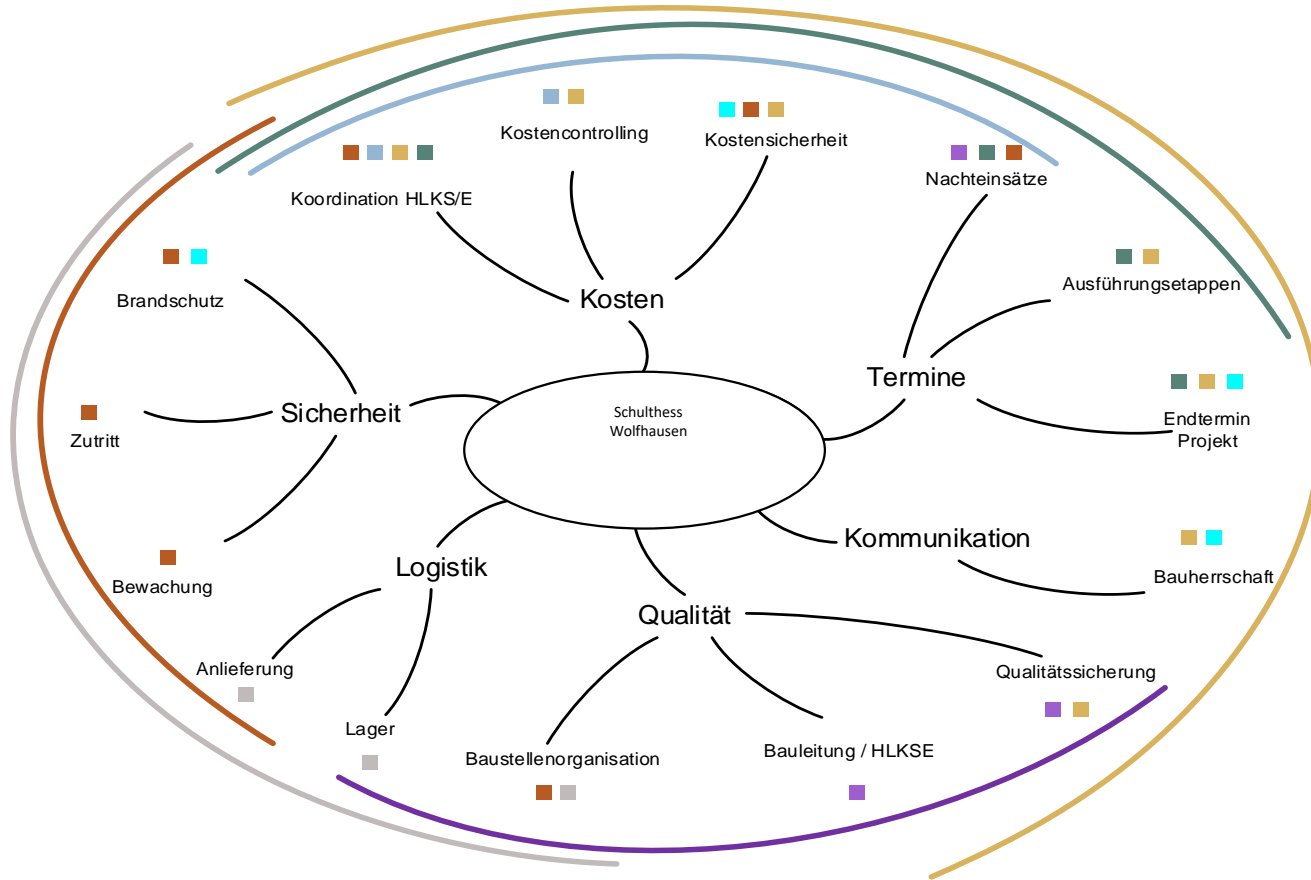 Kostencontrolling
Kostensicherheit
Koordination HLKS/E
Nachteinsätze
Brandschutz
Kosten
Ausführungsetappen
Termine
Sicherheit
Zutritt
Schulthess
Wolfhausen
Endtermin
Projekt
Kommunikation
Bauherrschaft
Logistik
Bewachung
Qualität
Anlieferung
Qualitätssicherung
Lager
Baustellenorganisation
Bauleitung / HLKSE